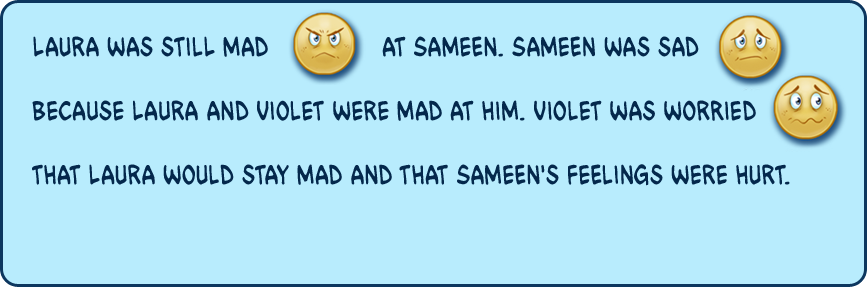 LAURA WAS STILL MAD AT SAMEEN. SAMEEN WAS SAD
BECAUSE LAURA AND VIOLET WERE MAD AT HIM. VIOLET WAS WORRIED
THAT LAURA WOULD STAY MAD AND THAT SAMEEN'S FEELINGS WERE HURT.